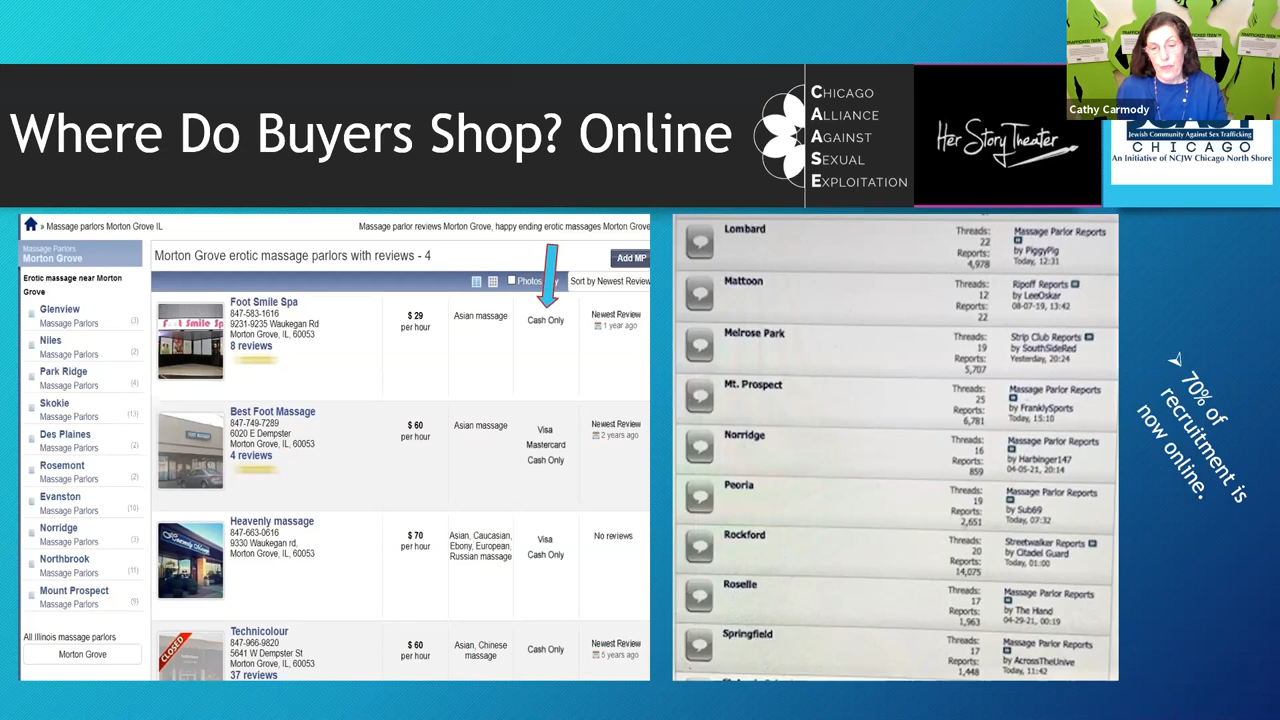 Where Do Buyers Shop? Online
CHICAGO
ALLIANCE
AGAINST
SEXUAL
EXPLOITATION
Her Story Theater
Cathy Carmody
Jewish Community Against Sex Trafficking
CHICAGO
An Initiative of NCJW Chicago North Shore
» Massage parlors Morton Grove IL
Massage parlor reviews Morton Grove, happy ending erotic massages Morton Grove
Massage Parlors
Morton Grove
Erotic massage near Morton
Grove
Glenview
Massage Parlors (3)
Niles
Massage Parlors (2)
Park Ridge
Massage Parlors (4)
Skokie
Massage Parlors (13)
Des Plaines
Massage Parlors (2)
Rosemont
Massage Parlors (2)
Evanston
Massage Parlors (10)
Norridge
Massage Parlors (3)
Northbrook
Massage Parlors (11)
Mount Prospect
Massage Parlors (9)
All Illinois massage parlors
Morton Grove
Morton Grove erotic massage parlors with reviews - 4
Add MP
Photos
Sort by Newest Review
Foot Smile Spa
847-583-1616
9231-9235 Waukegan Rd
Morton Grove, IL, 60053
8 reviews
$ 29
per hour
Asian massage
Cash Only
Newest Review
1 year ago
Best Foot Massage
847-749-7289
6020 E Dempster
Morton Grove, IL, 60053
4 reviews
$ 60
per hour
Asian massage
Visa
Mastercard
Cash Only
Newest Review
2 years ago
Heavenly massage
847-663-0616
9330 Waukegan rd,
Morton Grove, IL, 60053
$ 70
per hour
Asian, Caucasian,
Ebony, European,
Russian massage
Visa
Cash Only
No reviews
CLOSED
Technicolour
847-966-9820
5641 W Dempster St
Morton Grove, IL, 60053
37 reviews
$ 60
per hour
Asian, Chinese
massage
Cash Only
Newest Review
5 years ago
Lombard
Threads:
22
Reports:
4,978
Massage Parlor Reports
by PiggyPig
Today, 12:31
Mattoon
Threads:
12
Reports:
22
Ripoff Reports
by LeeOskar
08-07-19, 13:42
Melrose Park
Threads:
19
Reports:
5,707
Strip Club Reports
by SouthSideRed
Yesterday, 20:24
Mt. Prospect
Threads:
25
Reports:
6,781
Massage Parlor Reports
by FranklySports
Today, 15:10
Norridge
Threads:
16
Reports:
859
Massage Parlor Reports
by Harbinger147
04-05-21, 20:14
Peoria
Threads:
19
Reports:
2,651
Massage Parlor Reports
by Sub69
Today, 07:32
Rockford
Threads:
20
Reports:
14,075
Streetwalker Reports
by Citadel Guard
Today, 01:00
Roselle
Threads:
17
Reports:
1,963
Massage Parlor Reports
by The Hand
04-29-21, 00:19
Springfield
Threads:
17
Reports:
1,448
Massage Parlor Reports
by AcrossTheUnive
Today, 11:42
70% of
recruitment is
now online.